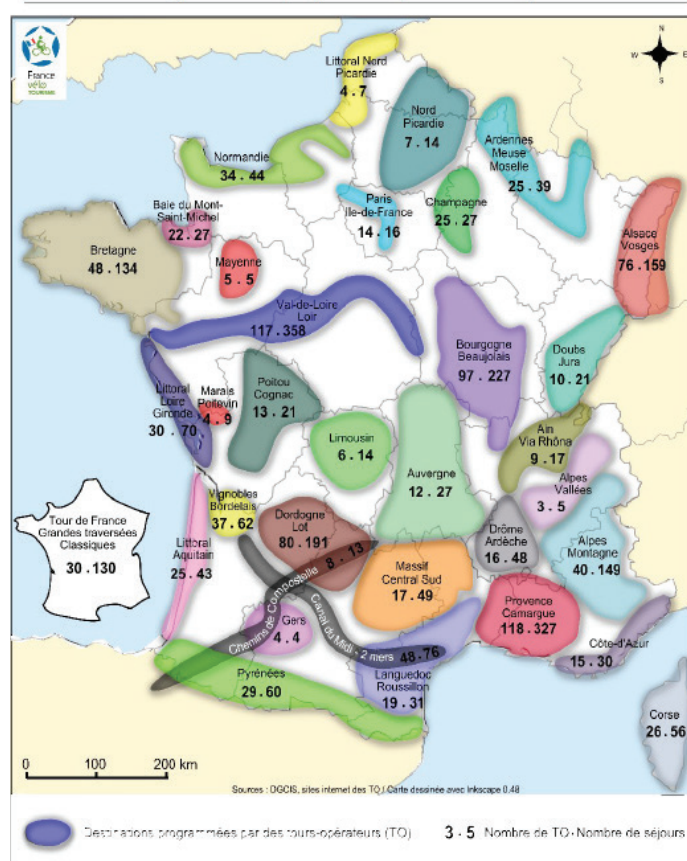 France
vélo
TOURISME
N
W E
S
Littoral Nord
Picardie
4 . 7
Nord
Picardie
7 . 14
Ardennes
Meuse
Moselle
25 . 39
Normandie
34 . 44
Paris
Ile-de-France
14 . 16
Champagne
25 . 27
Alsace
Vosges
76 . 159
Baie du Mont-
Saint-Michel
22 . 27
Bretagne
48 . 134
Mayenne
5 . 5
Val-de-Loire
Loir
117 . 358
Bourgogne
Beaujolais
97 . 227
Doubs
Jura
10 . 21
Littoral
Loire
Gironde
30 . 70
Marais
Poitevin
4 . 9
Poitou
Cognac
13 . 21
Limousin
6 . 14
Auvergne
12 . 27
Ain
Via Rhôna
9 . 17
Alpes
Vallées
3 . 5
Tour de France
Grandes traversées
Classiques
30 . 130
Vignobles
Bordelais
37 . 62
Dordogne
Lot
80 . 191
Drôme
Ardèche
16 . 48
Alpes
Montagne
40 . 149
Littoral
Aquitain
25 . 43
Chemins de Compostelle 8 . 13
Massif
Central Sud
17 . 49
Provence
Camargue
118 . 327
Gers
4 . 4
Canal du Midi - 2 mers 48.76
Côte-d'Azur
15 . 30
Pyrénées
29 . 60
Languedoc
Roussillon
19 . 31
Corse
26 . 56
0 100 200 km
Sources : DGCIS, sites internet des TO / Carte dessinée avec Inkscape 0.48
Destinations programmées par des tours-opérateurs (TO) 3 . 5 Nombre de TO . Nombre de séjours